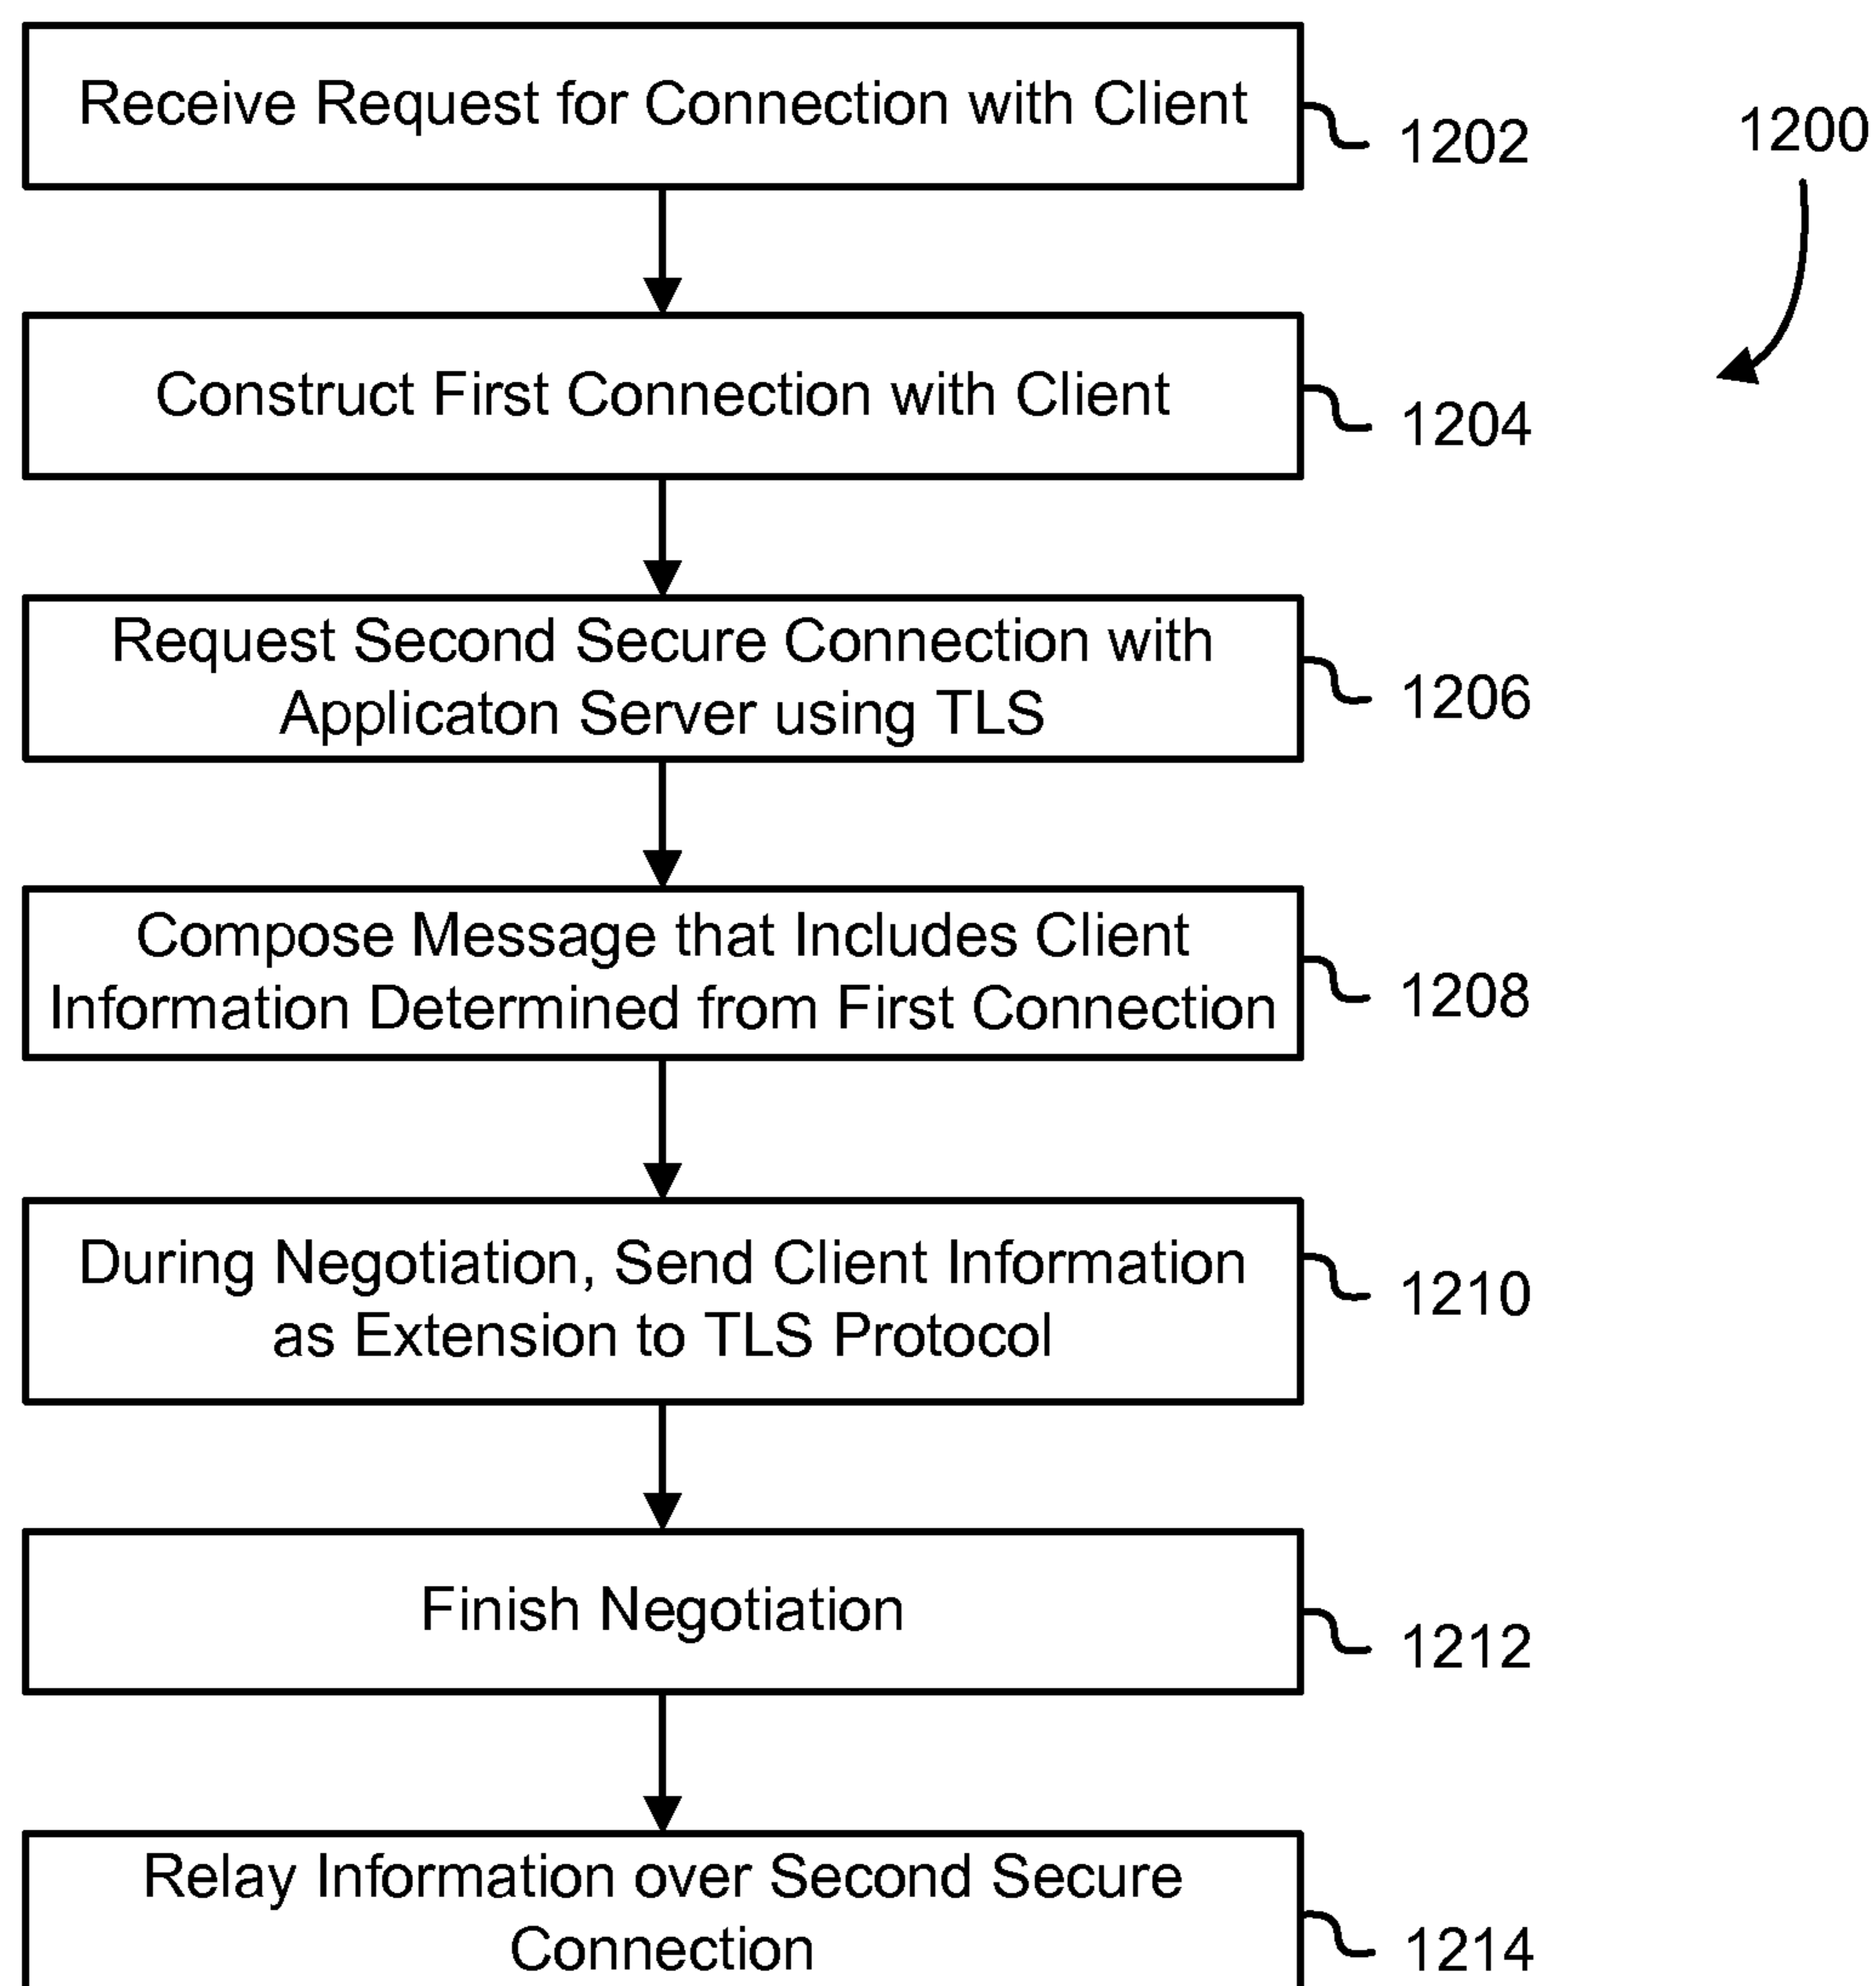 Receive Request for Connection with Client
1202
1200
Construct First Connection with Client
1204
Request Second Secure Connection with
Applicaton Server using TLS
1206
Compose Message that Includes Client
Information Determined from First Connection
1208
During Negotiation, Send Client Information
as Extension to TLS Protocol
1210
Finish Negotiation
1212
Relay Information over Second Secure
Connection
1214